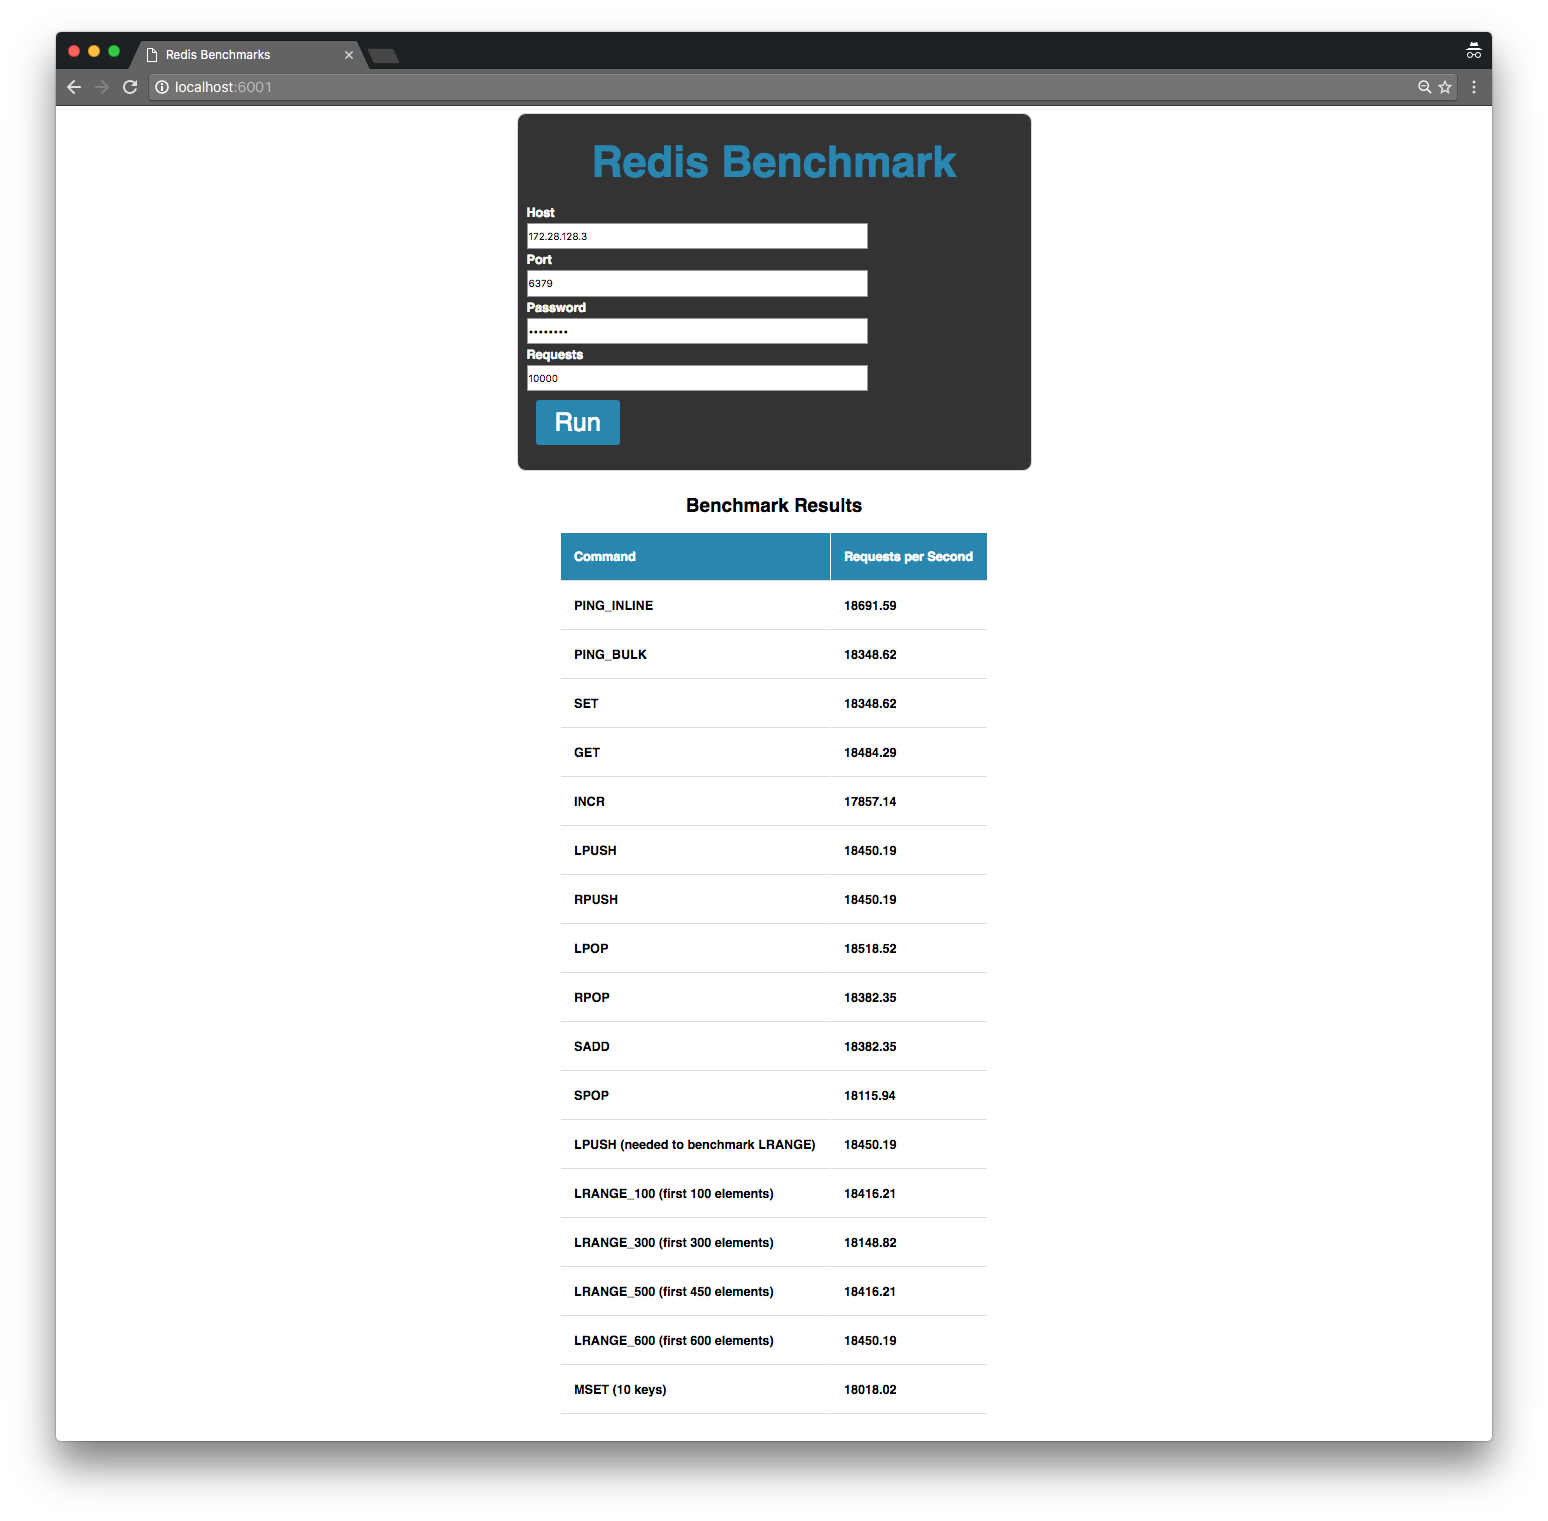 Redis Benchmarks
localhost:6001
Redis Benchmark
Host
172.28.128.3
Port
6379
Password
••••••••
Requests
10000
Run
Benchmark Results
Command Requests per Second
PING_INLINE 18691.59
PING_BULK 18348.62
SET 18348.62
GET 18484.29
INCR 17857.14
LPUSH 18450.19
RPUSH 18450.19
LPOP 18518.52
RPOP 18382.35
SADD 18382.35
SPOP 18115.94
LPUSH (needed to benchmark LRANGE) 18450.19
LRANGE_100 (first 100 elements) 18416.21
LRANGE_300 (first 300 elements) 18148.82
LRANGE_500 (first 450 elements) 18416.21
LRANGE_600 (first 600 elements) 18450.19
MSET (10 keys) 18018.02